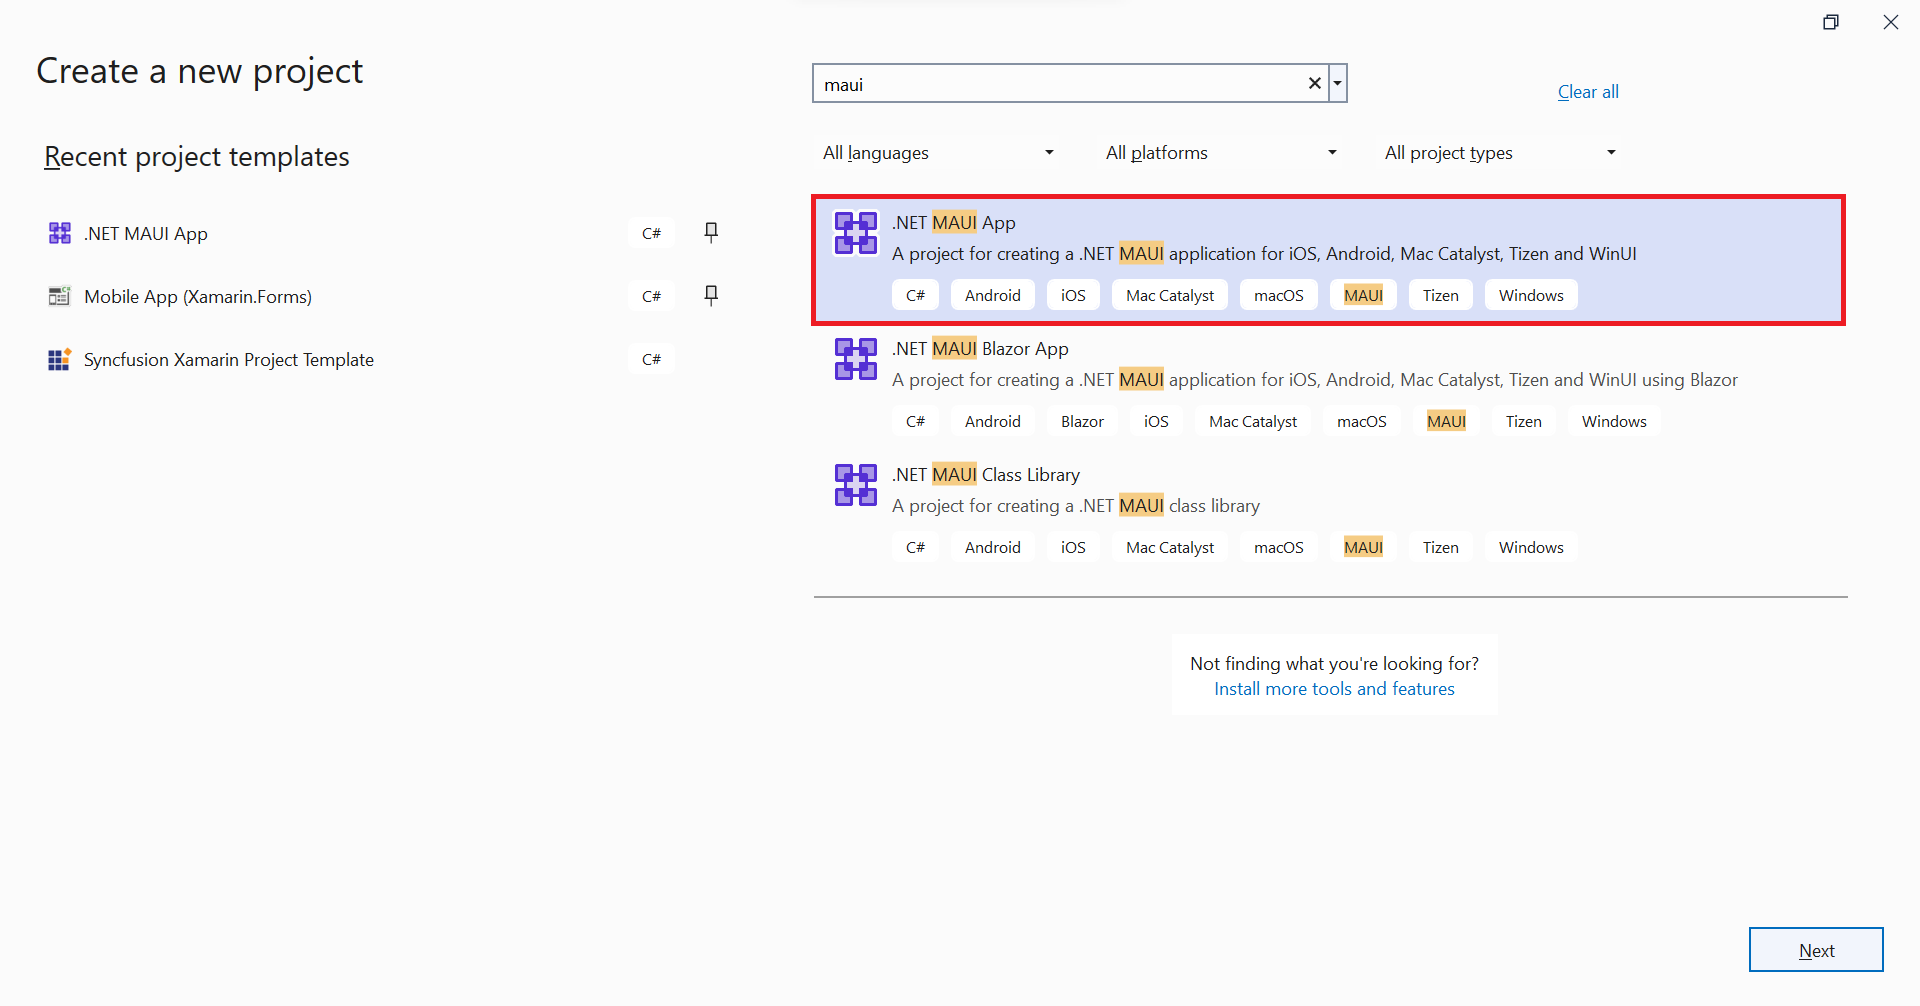 Create a new project
Recent project templates
.NET MAUI App
C#
Mobile App (Xamarin.Forms)
C#
Syncfusion Xamarin Project Template
C#
maui
Clear all
All languages
All platforms
All project types
.NET MAUI App
A project for creating a .NET MAUI application for iOS, Android, Mac Catalyst, Tizen and WinUI
C# Android iOS Mac Catalyst macOS MAUI Tizen Windows
.NET MAUI Blazor App
A project for creating a .NET MAUI application for iOS, Android, Mac Catalyst, Tizen and WinUI using Blazor
C# Android Blazor iOS Mac Catalyst macOS MAUI Tizen Windows
.NET MAUI Class Library
A project for creating a .NET MAUI class library
C# Android iOS Mac Catalyst macOS MAUI Tizen Windows
Not finding what you're looking for?
Install more tools and features
Next